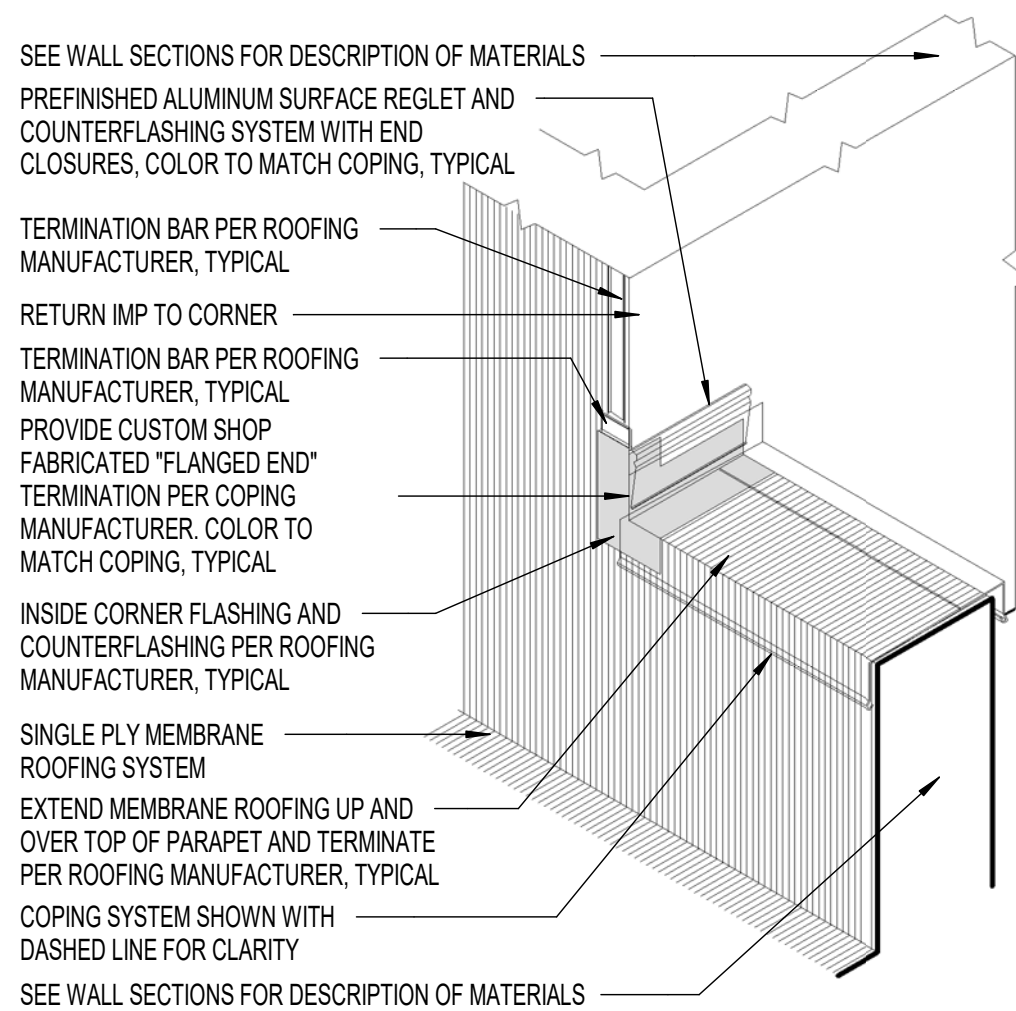 SEE WALL SECTIONS FOR DESCRIPTION OF MATERIALS
PREFINISHED ALUMINUM SURFACE REGLET AND
COUNTERFLASHING SYSTEM WITH END
CLOSURES, COLOR TO MATCH COPING, TYPICAL
TERMINATION BAR PER ROOFING
MANUFACTURER, TYPICAL
RETURN IMP TO CORNER
TERMINATION BAR PER ROOFING
MANUFACTURER, TYPICAL
PROVIDE CUSTOM SHOP
FABRICATED "FLANGED END"
TERMINATION PER COPING
MANUFACTURER. COLOR TO
MATCH COPING, TYPICAL
INSIDE CORNER FLASHING AND
COUNTERFLASHING PER ROOFING
MANUFACTURER, TYPICAL
SINGLE PLY MEMBRANE
ROOFING SYSTEM
EXTEND MEMBRANE ROOFING UP AND
OVER TOP OF PARAPET AND TERMINATE
PER ROOFING MANUFACTURER, TYPICAL
COPING SYSTEM SHOWN WITH
DASHED LINE FOR CLARITY
SEE WALL SECTIONS FOR DESCRIPTION OF MATERIALS